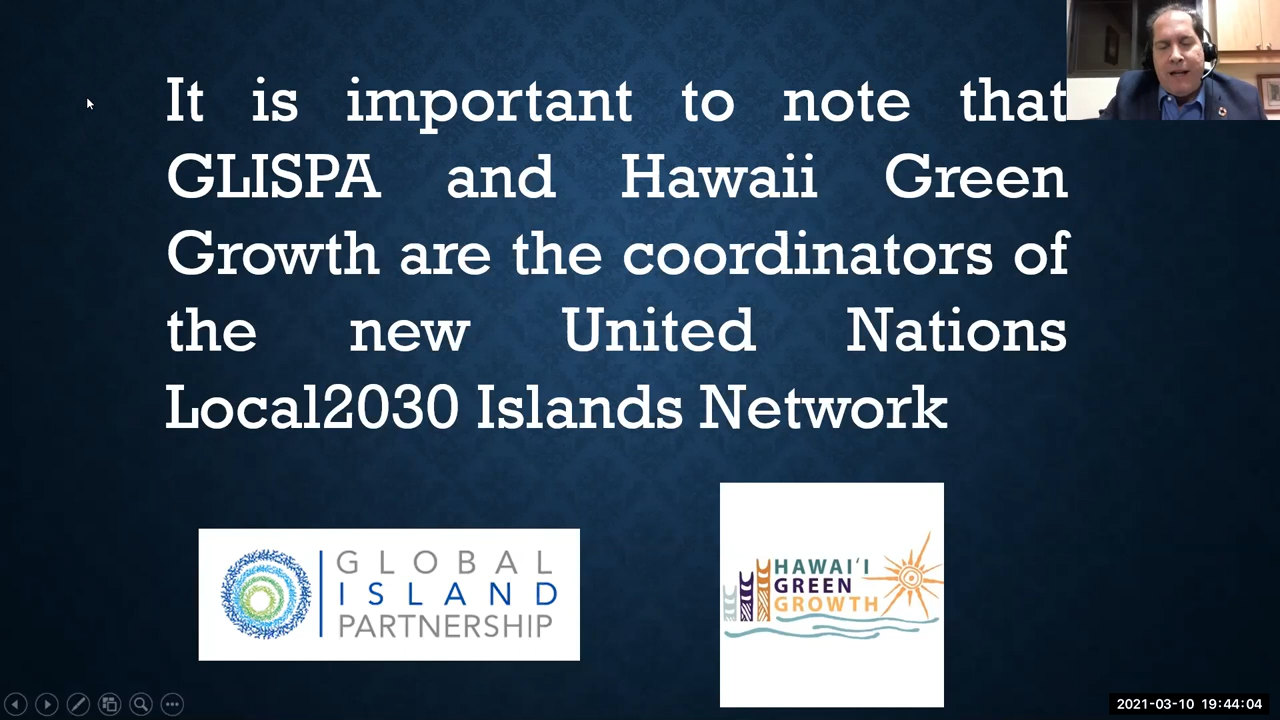 It is important to note that
GLISPA and Hawaii Green
Growth are the coordinators of
the new United Nations
Local2030 Islands Network
GLOBAL
ISLAND
PARTNERSHIP
HAWAIʻI
GREEN
GROWTH
2021-03-10 19:44:04